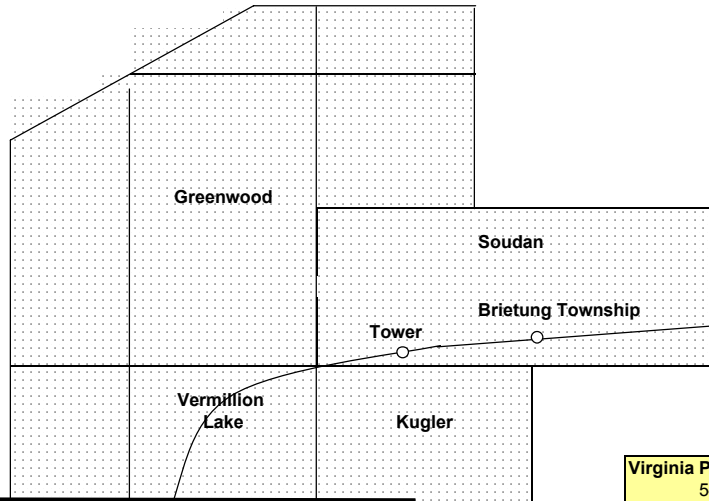 Greenwood
Soudan
Brietung Township
Tower
Vermillion
Lake
Kugler
Virginia P
5